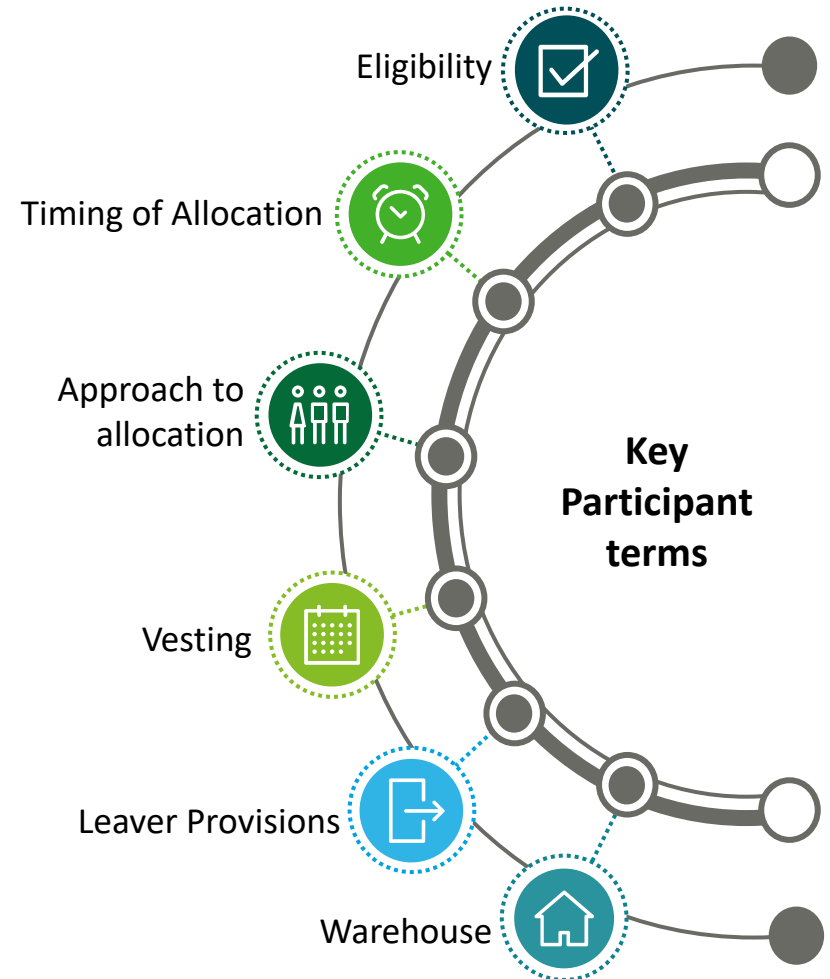 Eligibility
Timing of Allocation
Approach to
allocation
Key
Participant
terms
Vesting
Leaver Provisions
Warehouse